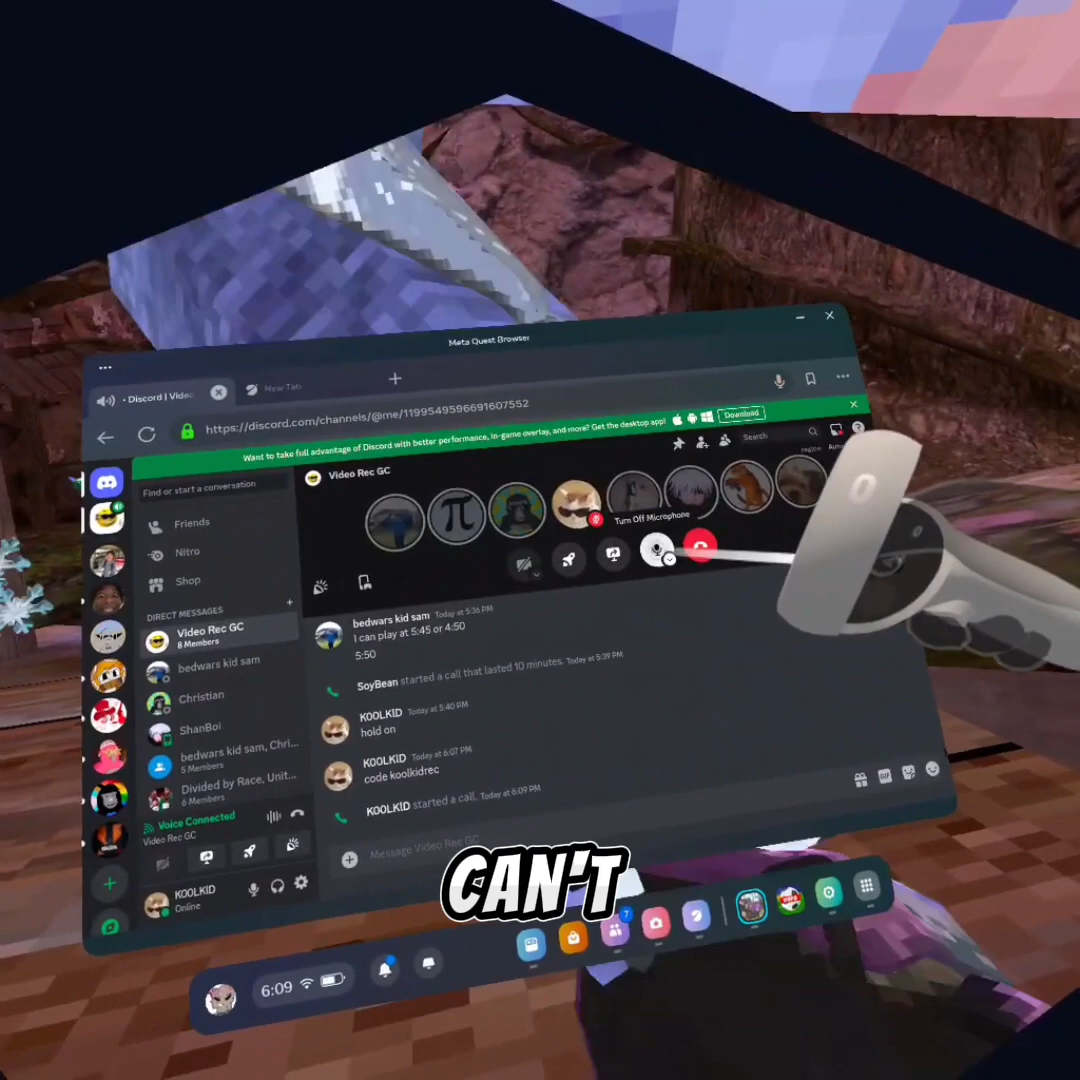 Meta Quest Browser
· Discord | Video
New Tab
https://discord.com/channels/@me/1199549596691607552
Want to take full advantage of Discord with better performance, in-game overlay, and more? Get the desktop app!
Download
Find or start a conversation
Video Rec GC
Search
region
Friends
Nitro
Shop
Turn Off Microphone
DIRECT MESSAGES
Video Rec GC
8 Members
bedwars kid sam
Christian
ShanBoi
bedwars kid sam, Chri...
5 Members
Divided by Race, Unit...
6 Members
bedwars kid sam Today at 5:36 PM
I can play at 5:45 or 4:50
5:50
SoyBean started a call that lasted 10 minutes. Today at 5:39 PM
KOOLKID Today at 5:40 PM
hold on
KOOLKID Today at 6:07 PM
code koolkidrec
KOOLKID started a call. Today at 6:09 PM
Message Video Rec GC
Voice Connected
Video Rec GC
KOOLKID
Online
CAN'T
6:09
7